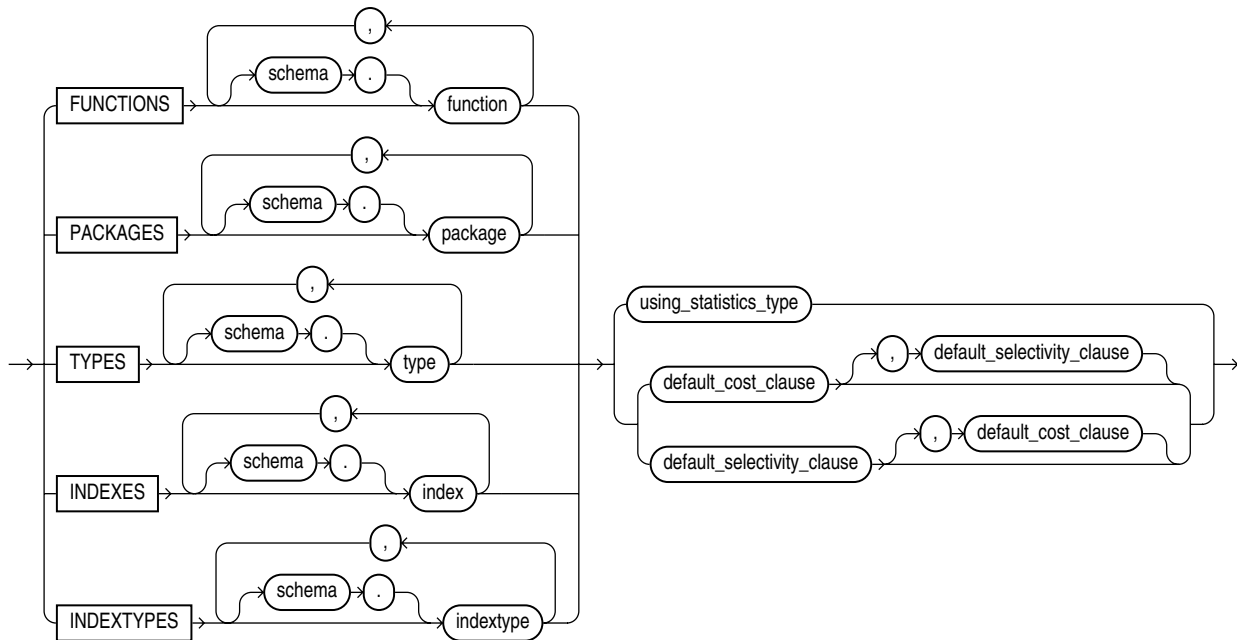 ,
schema .
FUNCTIONS function
,
schema .
PACKAGES package
,
schema .
TYPES type
,
schema .
INDEXES index
,
schema .
INDEXTYPES indextype
using_statistics_type
, default_selectivity_clause
default_cost_clause
, default_cost_clause
default_selectivity_clause